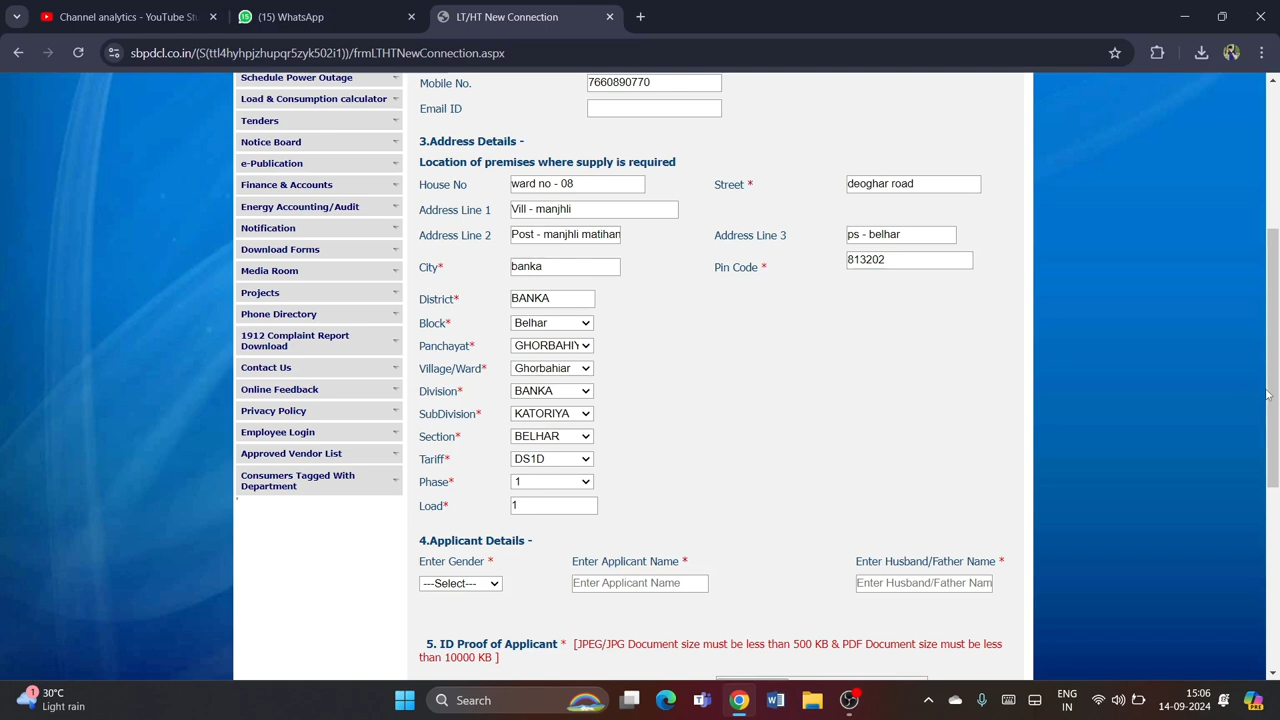 Channel analytics - YouTube St
(15) WhatsApp
LT/HT New Connection
sbpdcl.co.in/(S(ttl4hyhpjzhupqr5zyk502i1))/frmLTHTNewConnection.aspx
Schedule Power Outage
Load & Consumption calculator
Tenders
Notice Board
e-Publication
Finance & Accounts
Energy Accounting/Audit
Notification
Download Forms
Media Room
Projects
Phone Directory
1912 Complaint Report
Download
Contact Us
Online Feedback
Privacy Policy
Employee Login
Approved Vendor List
Consumers Tagged With
Department
Mobile No. 7660890770
Email ID
3.Address Details -
Location of premises where supply is required
House No ward no - 08 Street * deoghar road
Address Line 1 Vill - manjhli
Address Line 2 Post - manjhli matihan Address Line 3 ps - belhar
City* banka Pin Code * 813202
District* BANKA
Block* Belhar
Panchayat* GHORBAHIY
Village/Ward* Ghorbahiar
Division* BANKA
SubDivision* KATORIYA
Section* BELHAR
Tariff* DS1D
Phase* 1
Load* 1
4.Applicant Details -
Enter Gender * Enter Applicant Name * Enter Husband/Father Name *
---Select--- Enter Applicant Name Enter Husband/Father Nam
5. ID Proof of Applicant * [JPEG/JPG Document size must be less than 500 KB & PDF Document size must be less
than 10000 KB ]
1
30°C
Light rain
Search
ENG
IN
15:06
14-09-2024